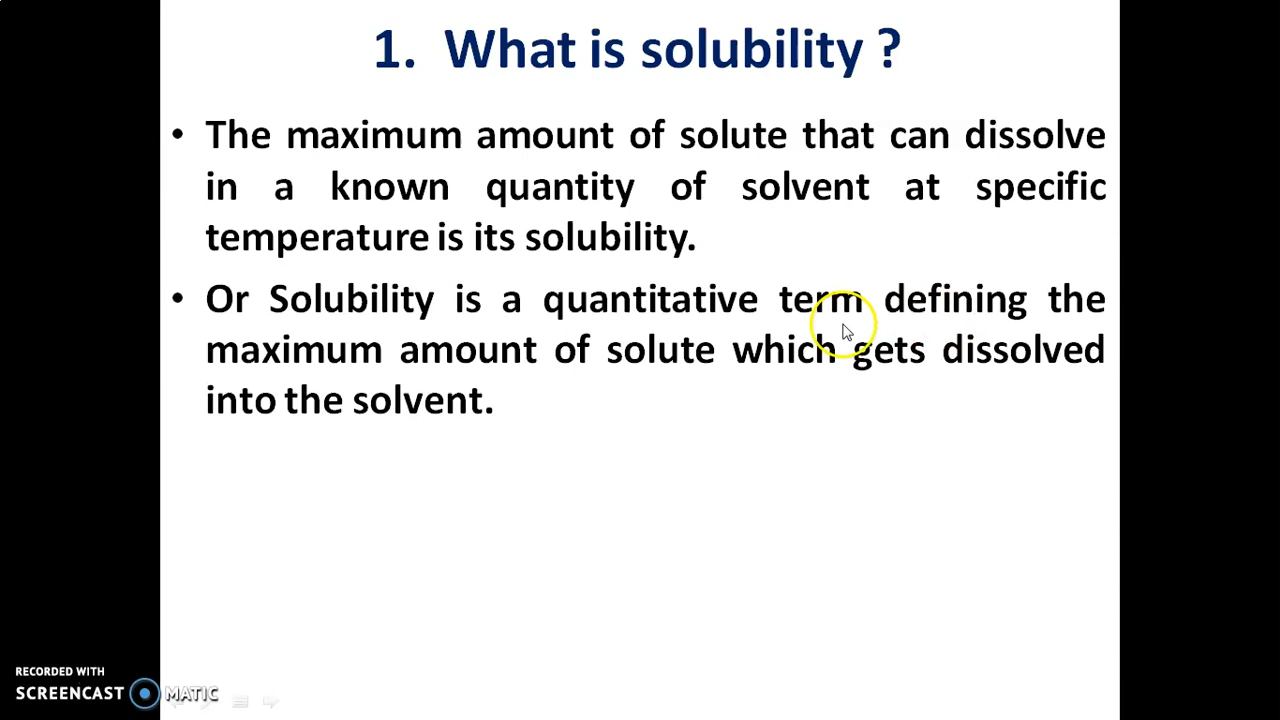 1. What is solubility ?
• The maximum amount of solute that can dissolve
in a known quantity of solvent at specific
temperature is its solubility.
• Or Solubility is a quantitative term defining the
maximum amount of solute which gets dissolved
into the solvent.
RECORDED WITH
SCREENCAST MATIC